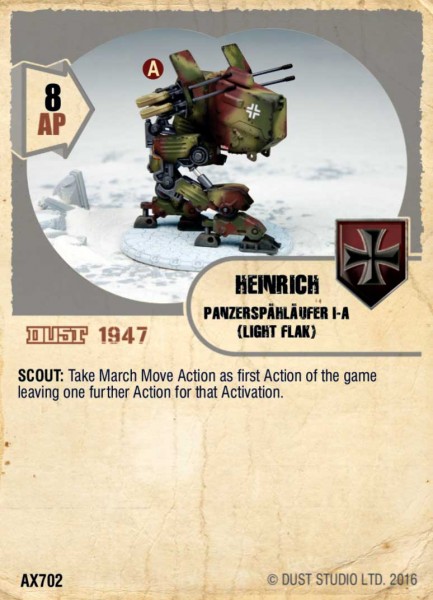 A
8
AP
HEINRICH
PANZERSPÄHLÄUFER I-A
(LIGHT FLAK)
DUST 1947
SCOUT: Take March Move Action as first Action of the game
leaving one further Action for that Activation.
AX702
© DUST STUDIO LTD. 2016